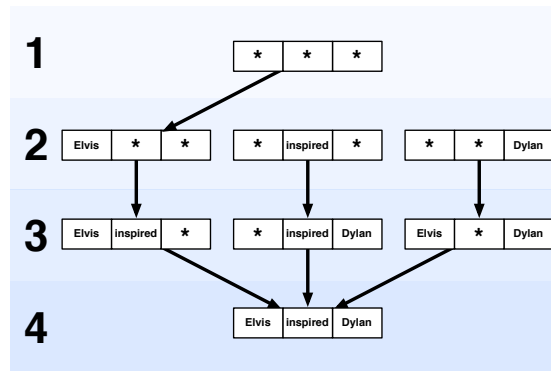 1 * * *
2 Elvis * * * inspired * * * Dylan
3 Elvis inspired * * inspired Dylan Elvis * Dylan
4 Elvis inspired Dylan